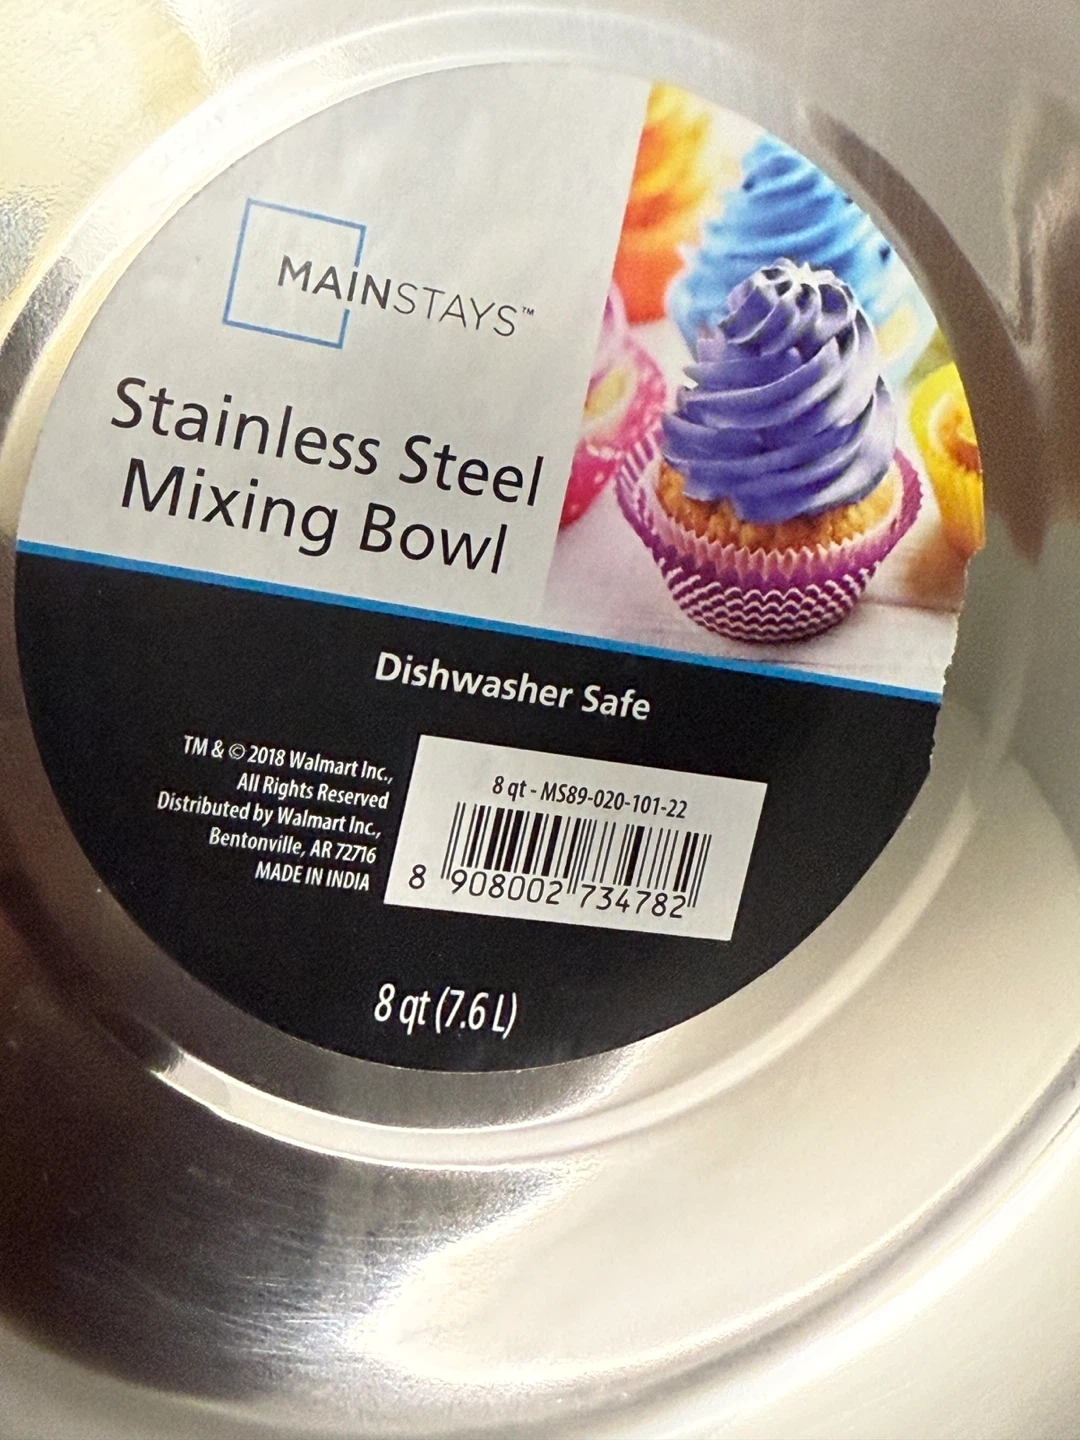 MAINSTAYS™
Stainless Steel
Mixing Bowl
Dishwasher Safe
TM & © 2018 Walmart Inc.,
All Rights Reserved
Distributed by Walmart Inc.,
Bentonville, AR 72716
MADE IN INDIA
8 qt - MS89-020-101-22
8 908002 734782
8 qt (7.6 L)